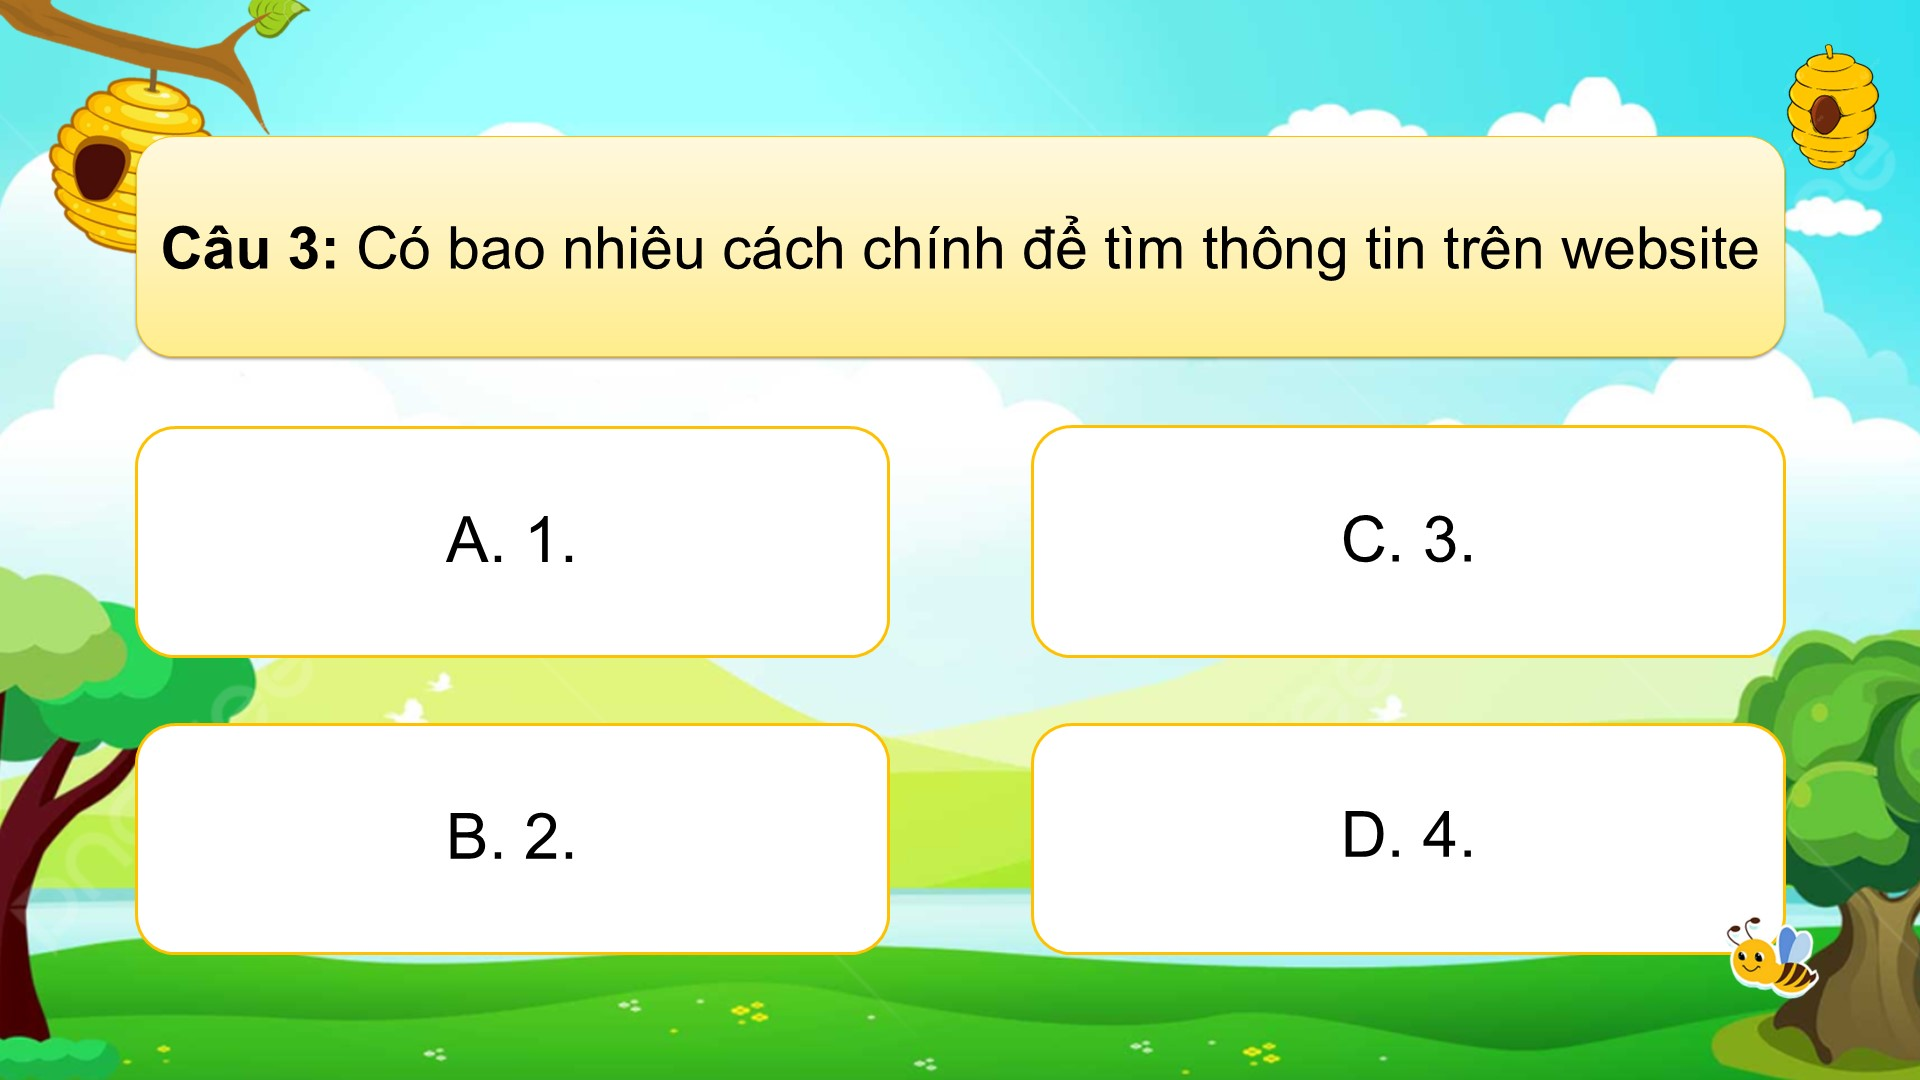 Câu 3: Có bao nhiêu cách chính để tìm thông tin trên website
A. 1.
C. 3.
B. 2.
D. 4.